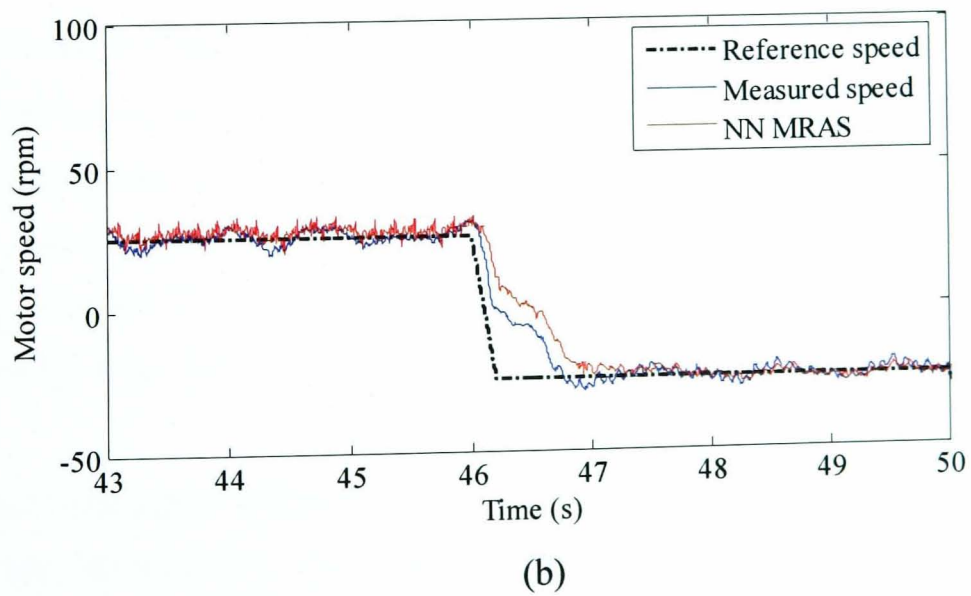 100
50
0
-50
Motor speed (rpm)
Reference speed
Measured speed
NN MRAS
43 44 45 46 47 48 49 50
Time (s)
(b)